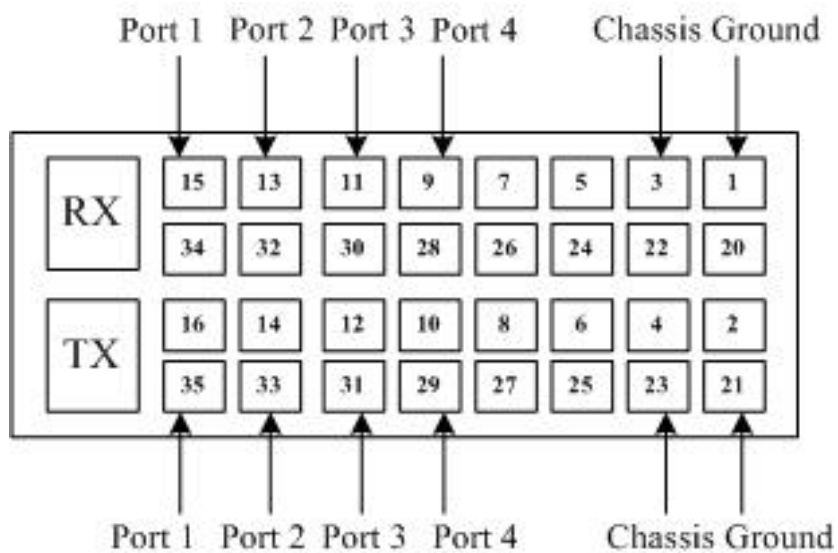 Port 1 Port 2 Port 3 Port 4 Chassis Ground
RX
15 13 11 9 7 5 3 1
34 32 30 28 26 24 22 20
TX
16 14 12 10 8 6 4 2
35 33 31 29 27 25 23 21
Port 1 Port 2 Port 3 Port 4 Chassis Ground